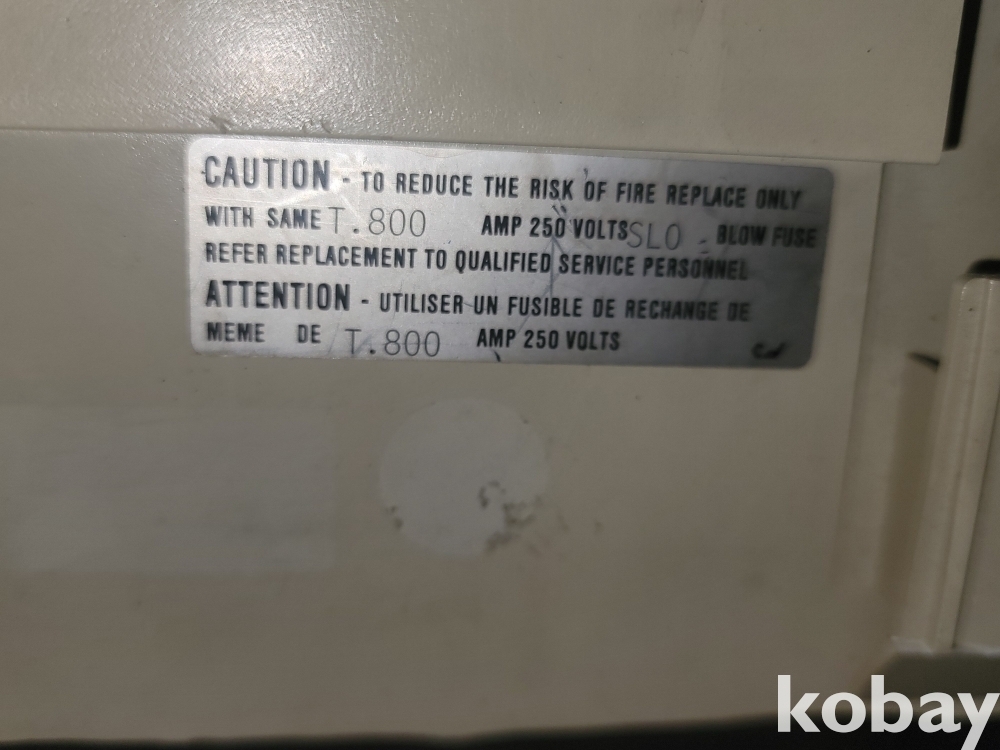 CAUTION - TO REDUCE THE RISK OF FIRE REPLACE ONLY
WITH SAME T.800 AMP 250 VOLTS SLO - BLOW FUSE
REFER REPLACEMENT TO QUALIFIED SERVICE PERSONNEL
ATTENTION - UTILISER UN FUSIBLE DE RECHANGE DE
MEME DE T.800 AMP 250 VOLTS
kobay